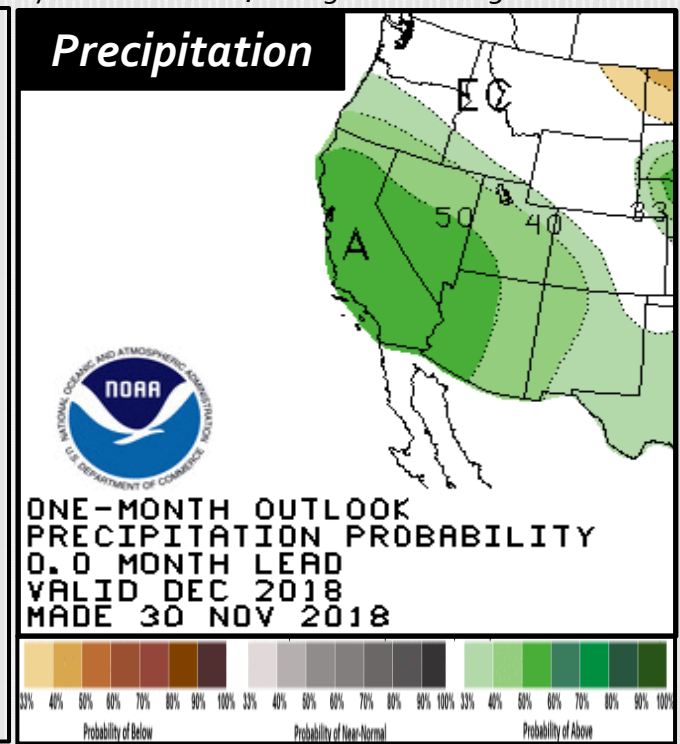 Precipitation
EC
50
40
33
A
NATIONAL OCEANIC AND ATMOSPHERIC ADMINISTRATION
NOAA
U.S. DEPARTMENT OF COMMERCE
ONE-MONTH OUTLOOK
PRECIPITATION PROBABILITY
0.0 MONTH LEAD
VALID DEC 2018
MADE 30 NOV 2018
33% 40% 50% 60% 70% 80% 90% 100% 33% 40% 50% 60% 70% 80% 90% 100% 33% 40% 50% 60% 70% 80% 90% 100%
Probability of Below Probability of Near-Normal Probability of Above